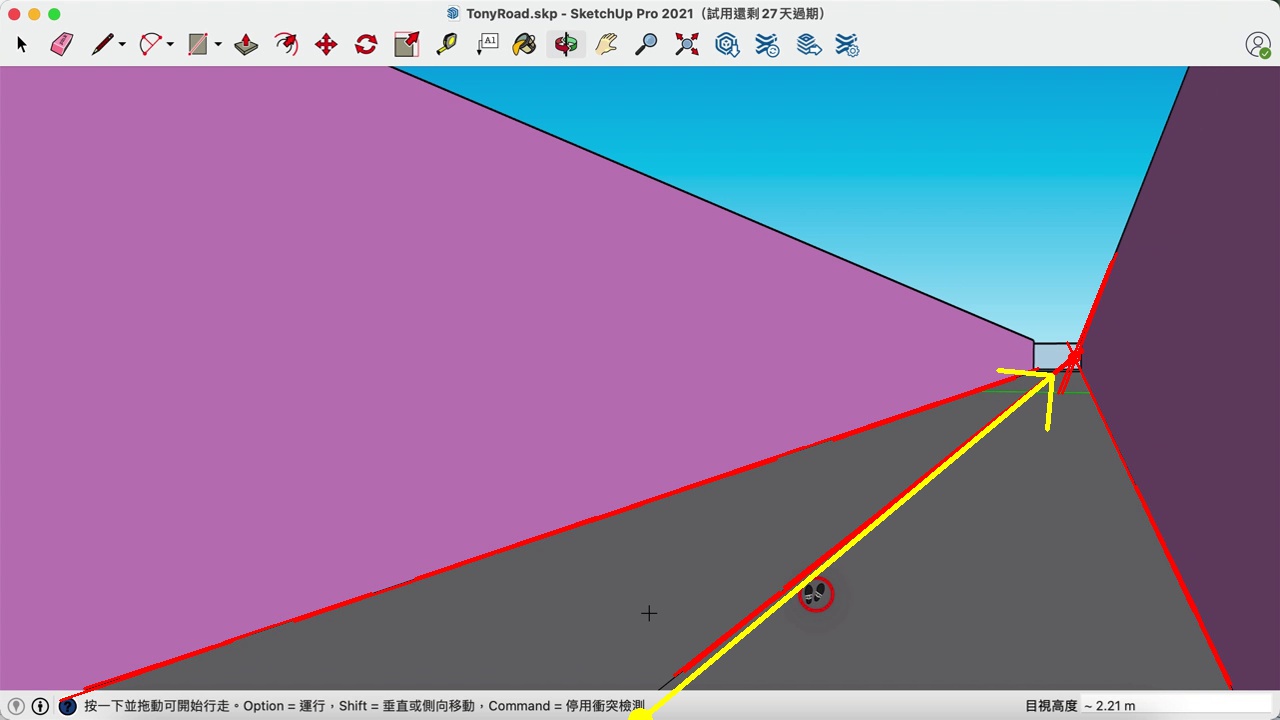 TonyRoad.skp - SketchUp Pro 2021（試用還剩 27 天過期）
A1
按一下並拖動可開始行走。Option = 運行，Shift = 垂直或側向移動，Command = 停用衝突檢測
目視高度 ~ 2.21 m